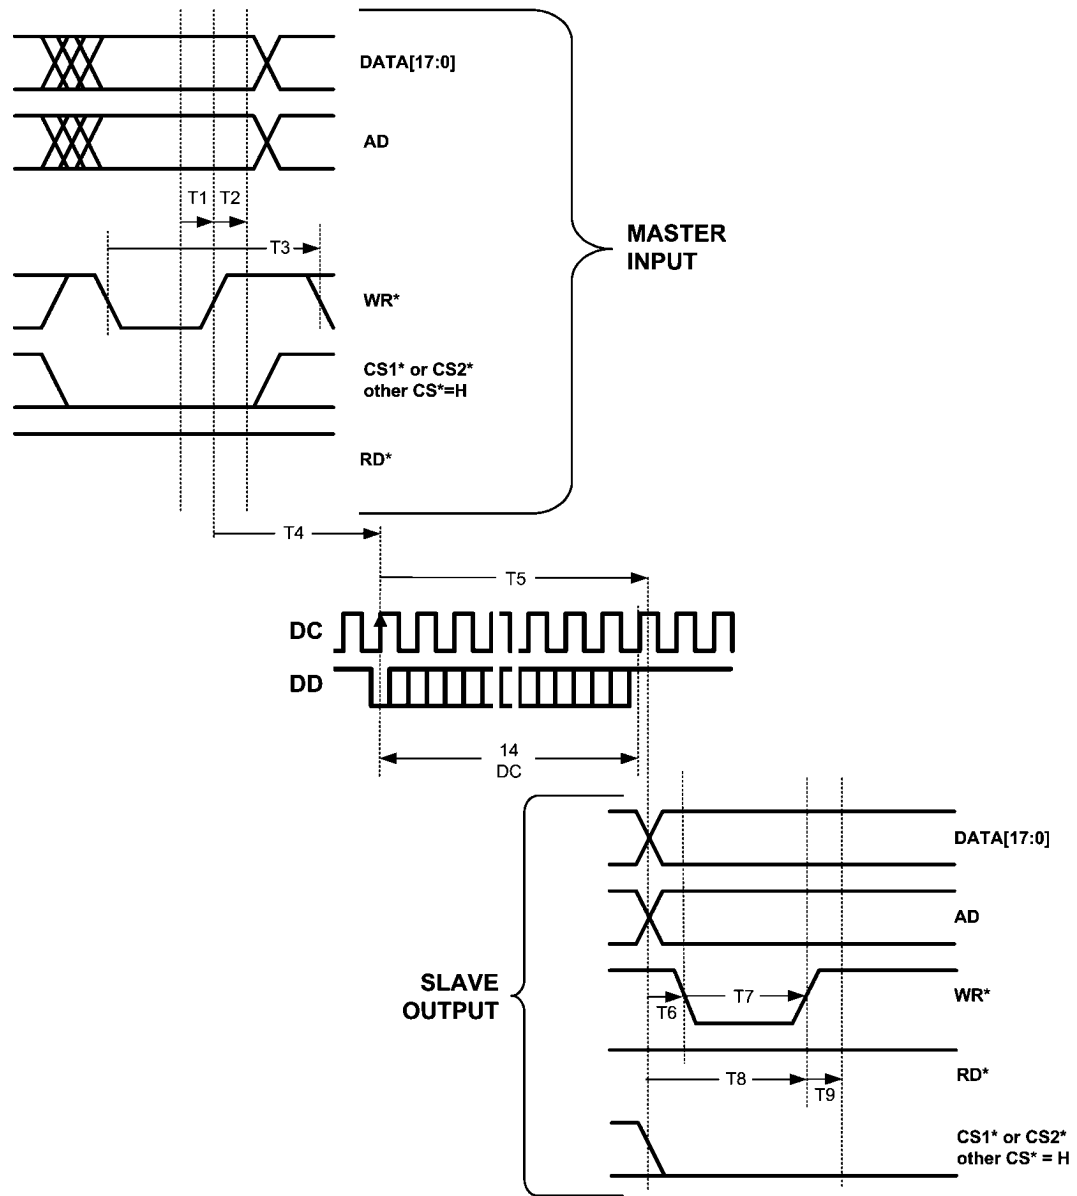 DATA[17:0]
AD
T1
T2
T3
MASTER
INPUT
WR*
CS1* or CS2*
other CS*=H
RD*
T4
T5
DC
DD
14
DC
DATA[17:0]
AD
SLAVE
OUTPUT
WR*
T6
T7
RD*
T8
T9
CS1* or CS2*
other CS* = H